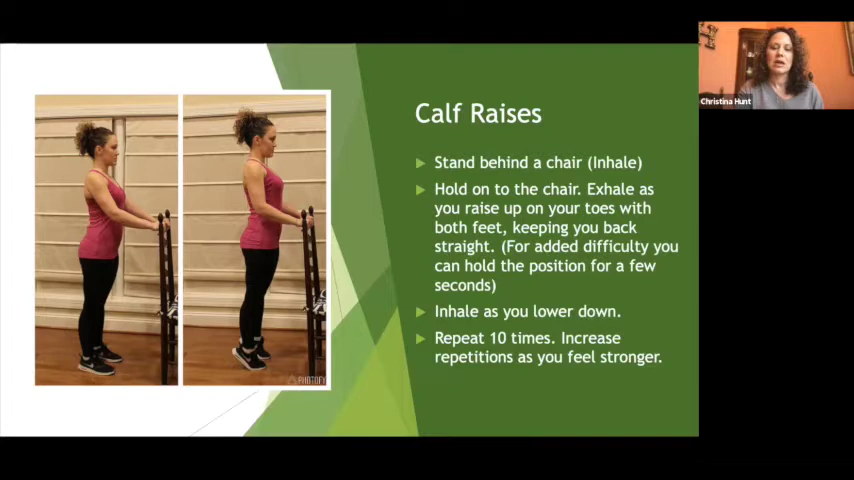 Calf Raises
Stand behind a chair (Inhale)
Hold on to the chair. Exhale as
you raise up on your toes with
both feet, keeping you back
straight. (For added difficulty you
can hold the position for a few
seconds)
Inhale as you lower down.
Repeat 10 times. Increase
repetitions as you feel stronger.
Christina Hunt